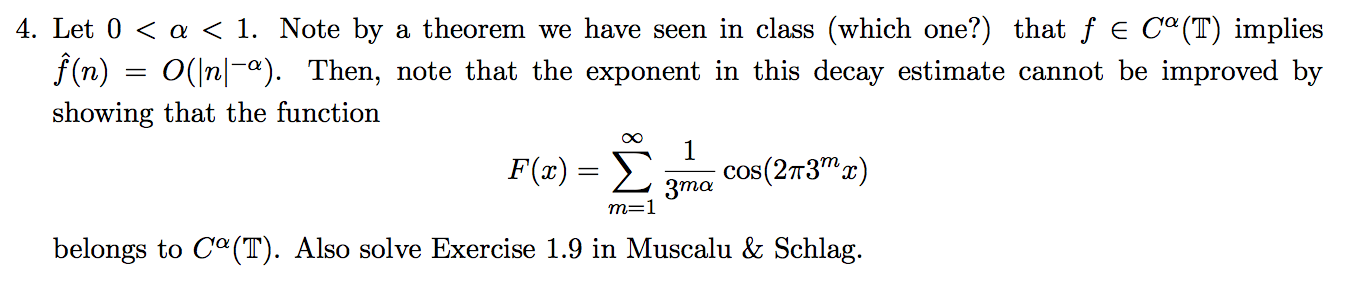 4. Let 0 < α < 1. Note by a theorem we have seen in class (which one?) that f ∈ C^α(𝕋) implies
f̂(n) = O(|n|^{−α}). Then, note that the exponent in this decay estimate cannot be improved by
showing that the function
F(x) = ∑_{m=1}^{∞} \frac{1}{3^{mα}} cos(2π3^m x)
belongs to C^α(𝕋). Also solve Exercise 1.9 in Muscalu & Schlag.